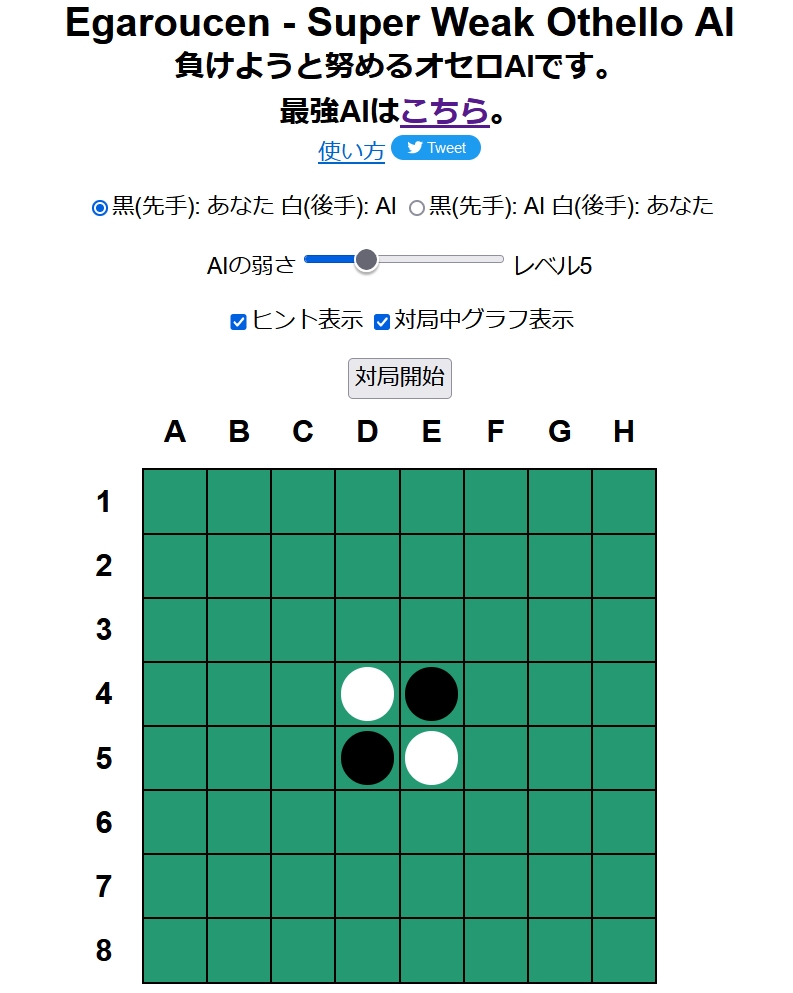 Egaroucen - Super Weak Othello AI
負けようと努めるオセロAIです。
最強AIはこちら。
使い方 Tweet
黒(先手): あなた 白(後手): AI 黒(先手): AI 白(後手): あなた
AIの弱さ レベル5
ヒント表示 対局中グラフ表示
対局開始
A B C D E F G H
1
2
3
4
5
6
7
8